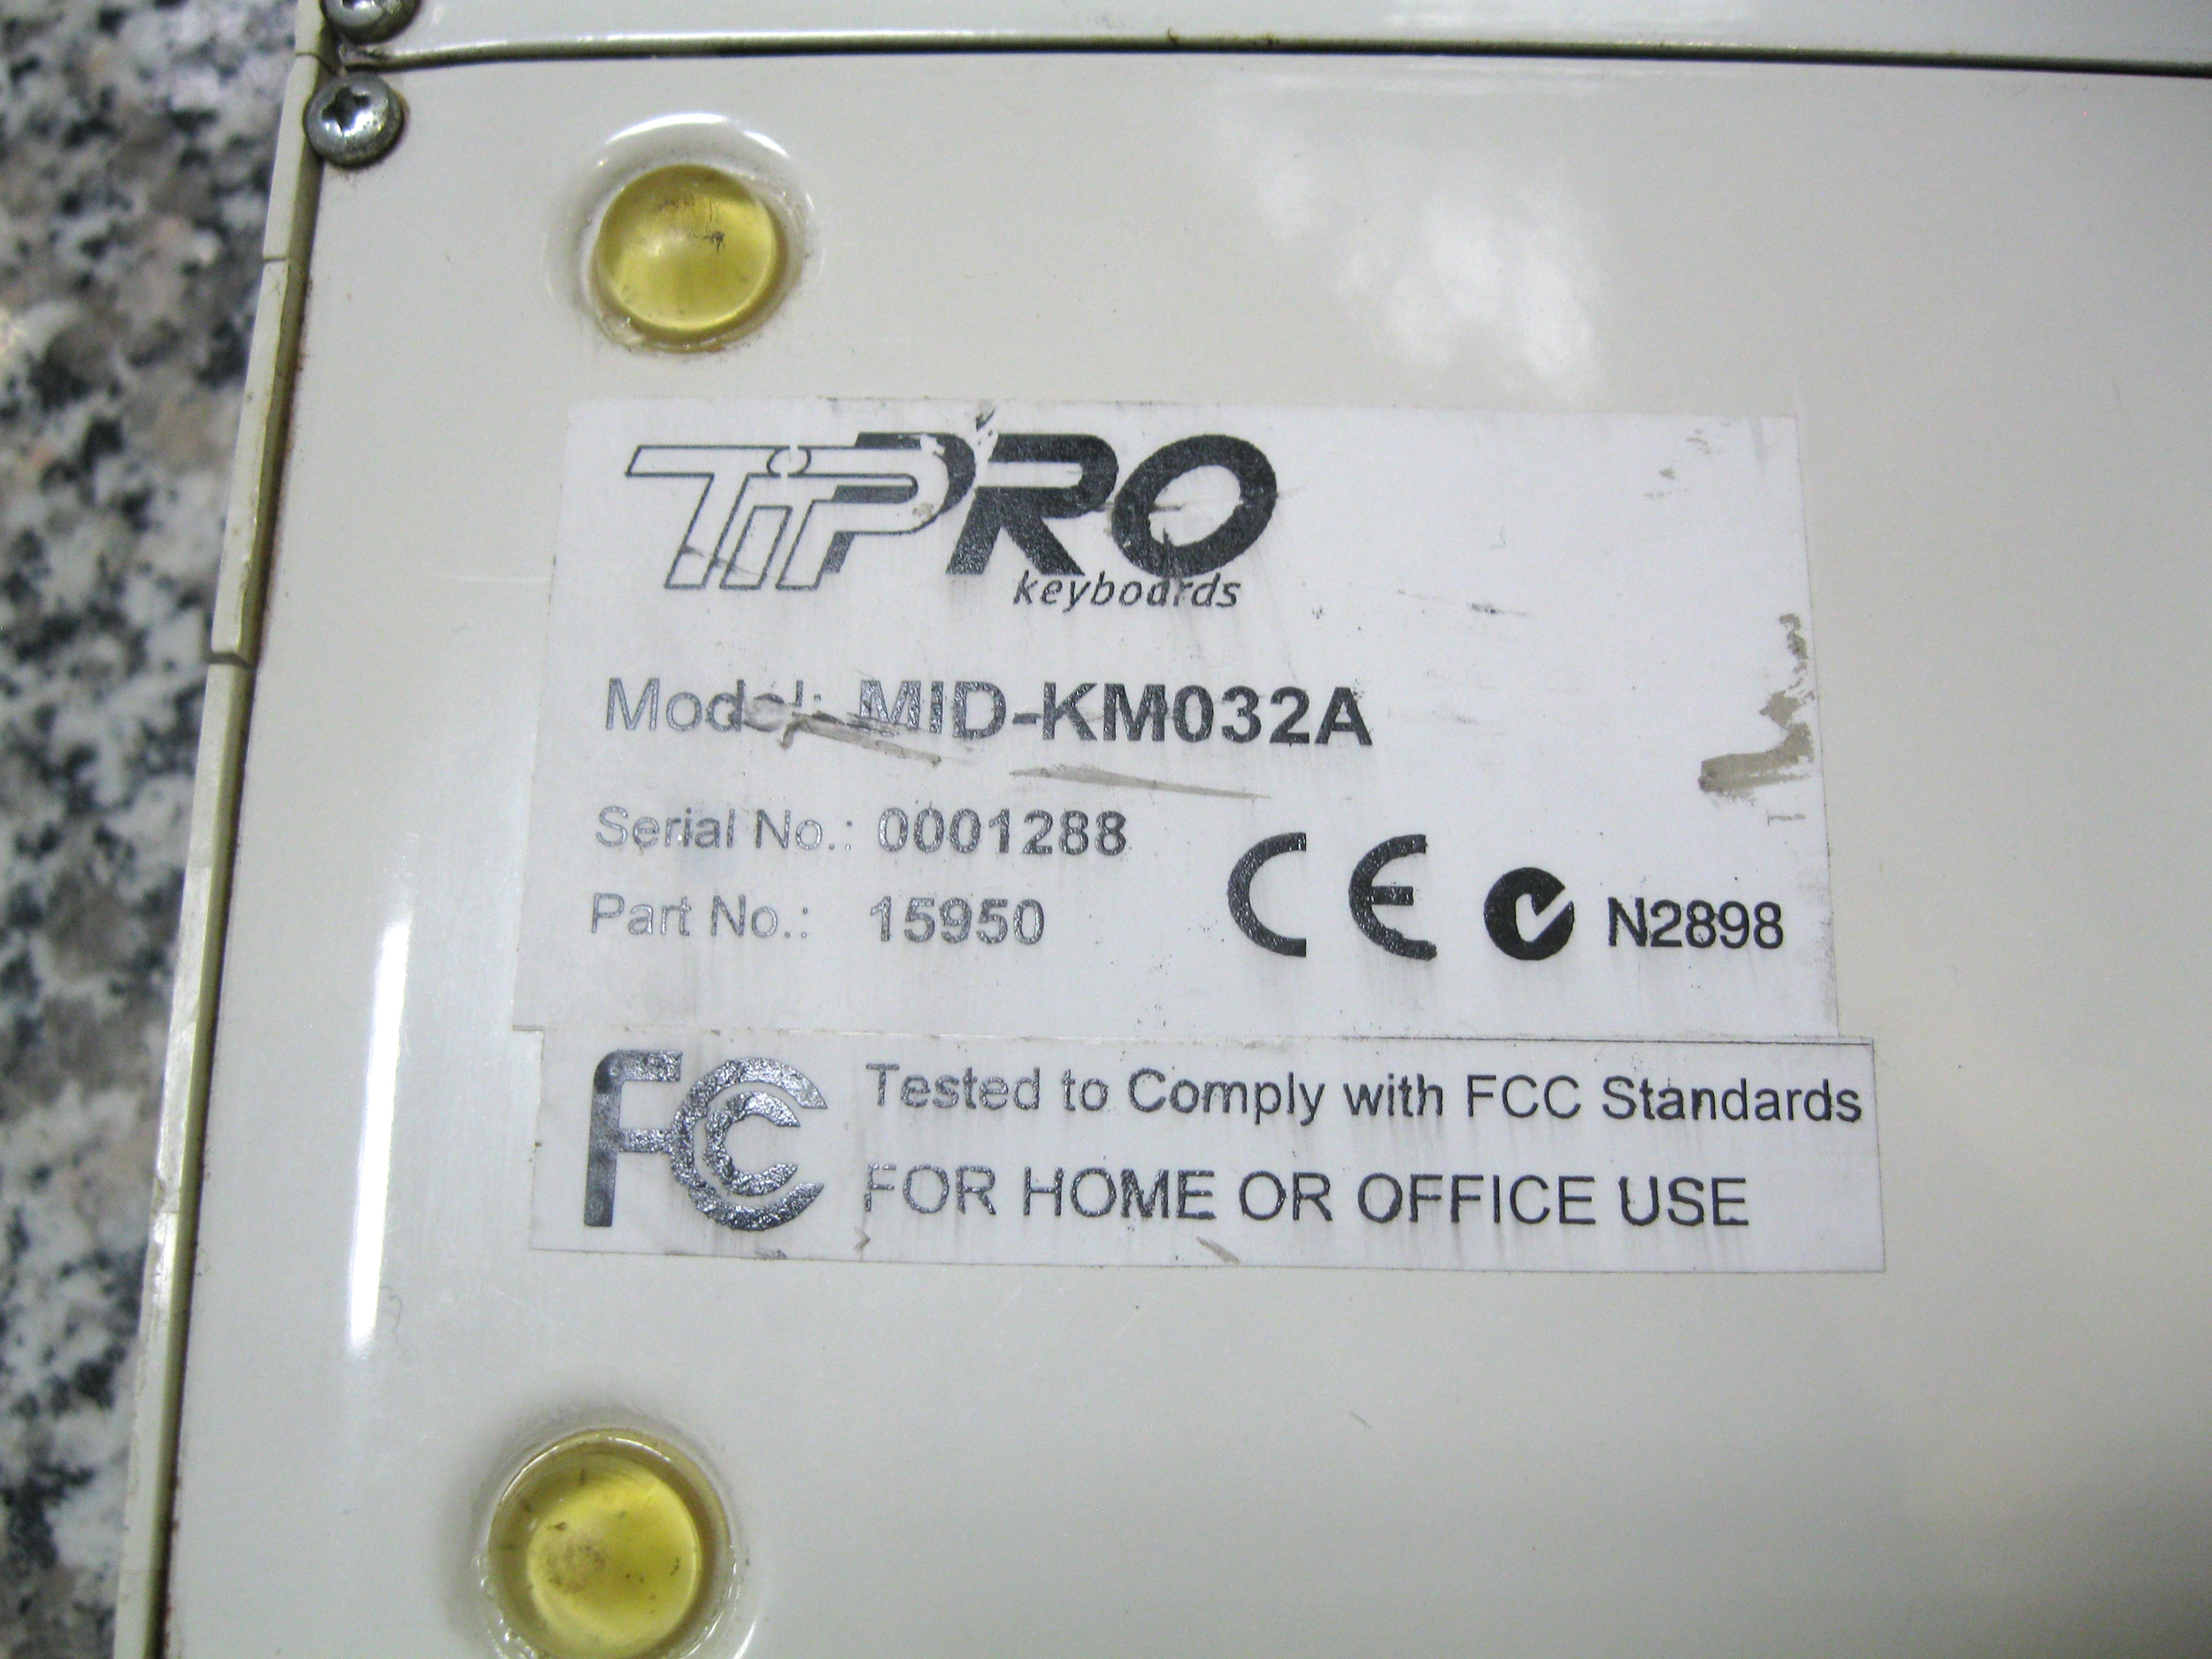 TiPRO
keyboards
Model: MID-KM032A
Serial No.: 0001288
Part No.: 15950
CE N2898
FC Tested to Comply with FCC Standards
FOR HOME OR OFFICE USE